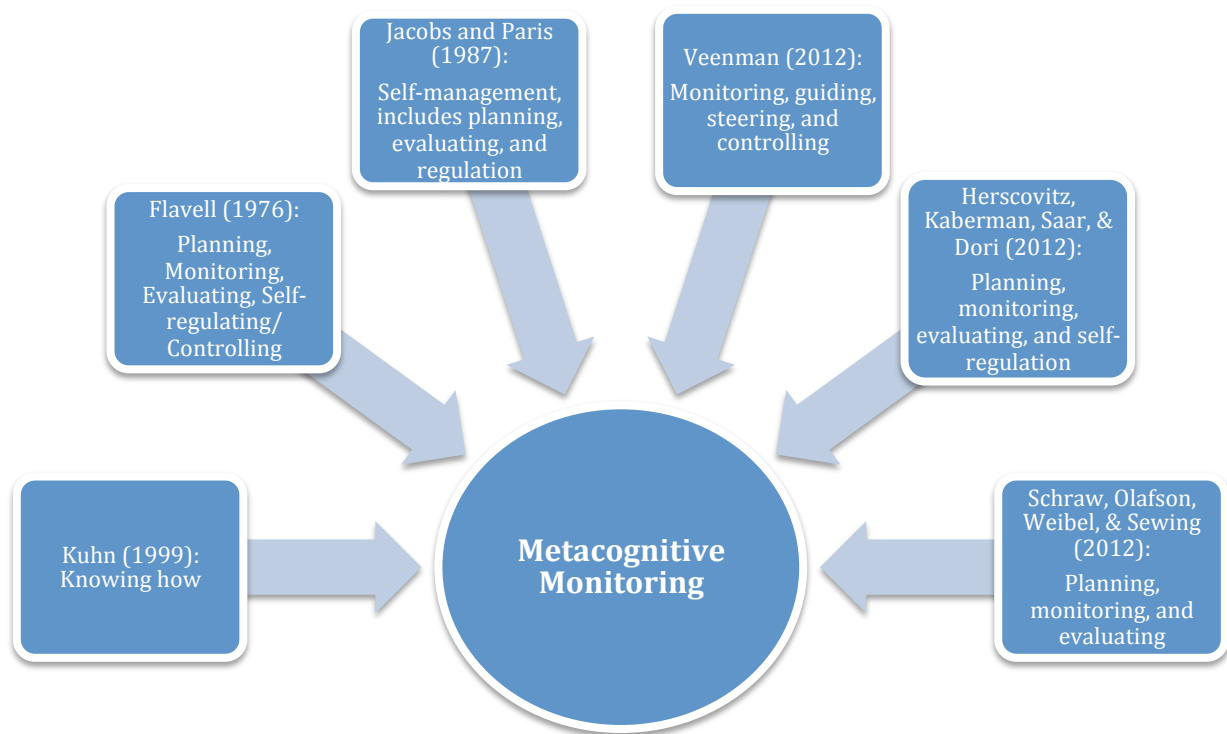 Jacobs and Paris
(1987):
Self-management,
includes planning,
evaluating, and
regulation
Veenman (2012):
Monitoring, guiding,
steering, and
controlling
Flavell (1976):
Planning,
Monitoring,
Evaluating, Self-
regulating/
Controlling
Herscovitz,
Kaberman, Saar, &
Dori (2012):
Planning,
monitoring,
evaluating, and self-
regulation
Kuhn (1999):
Knowing how
Metacognitive
Monitoring
Schraw, Olafson,
Weibel, & Sewing
(2012):
Planning,
monitoring, and
evaluating